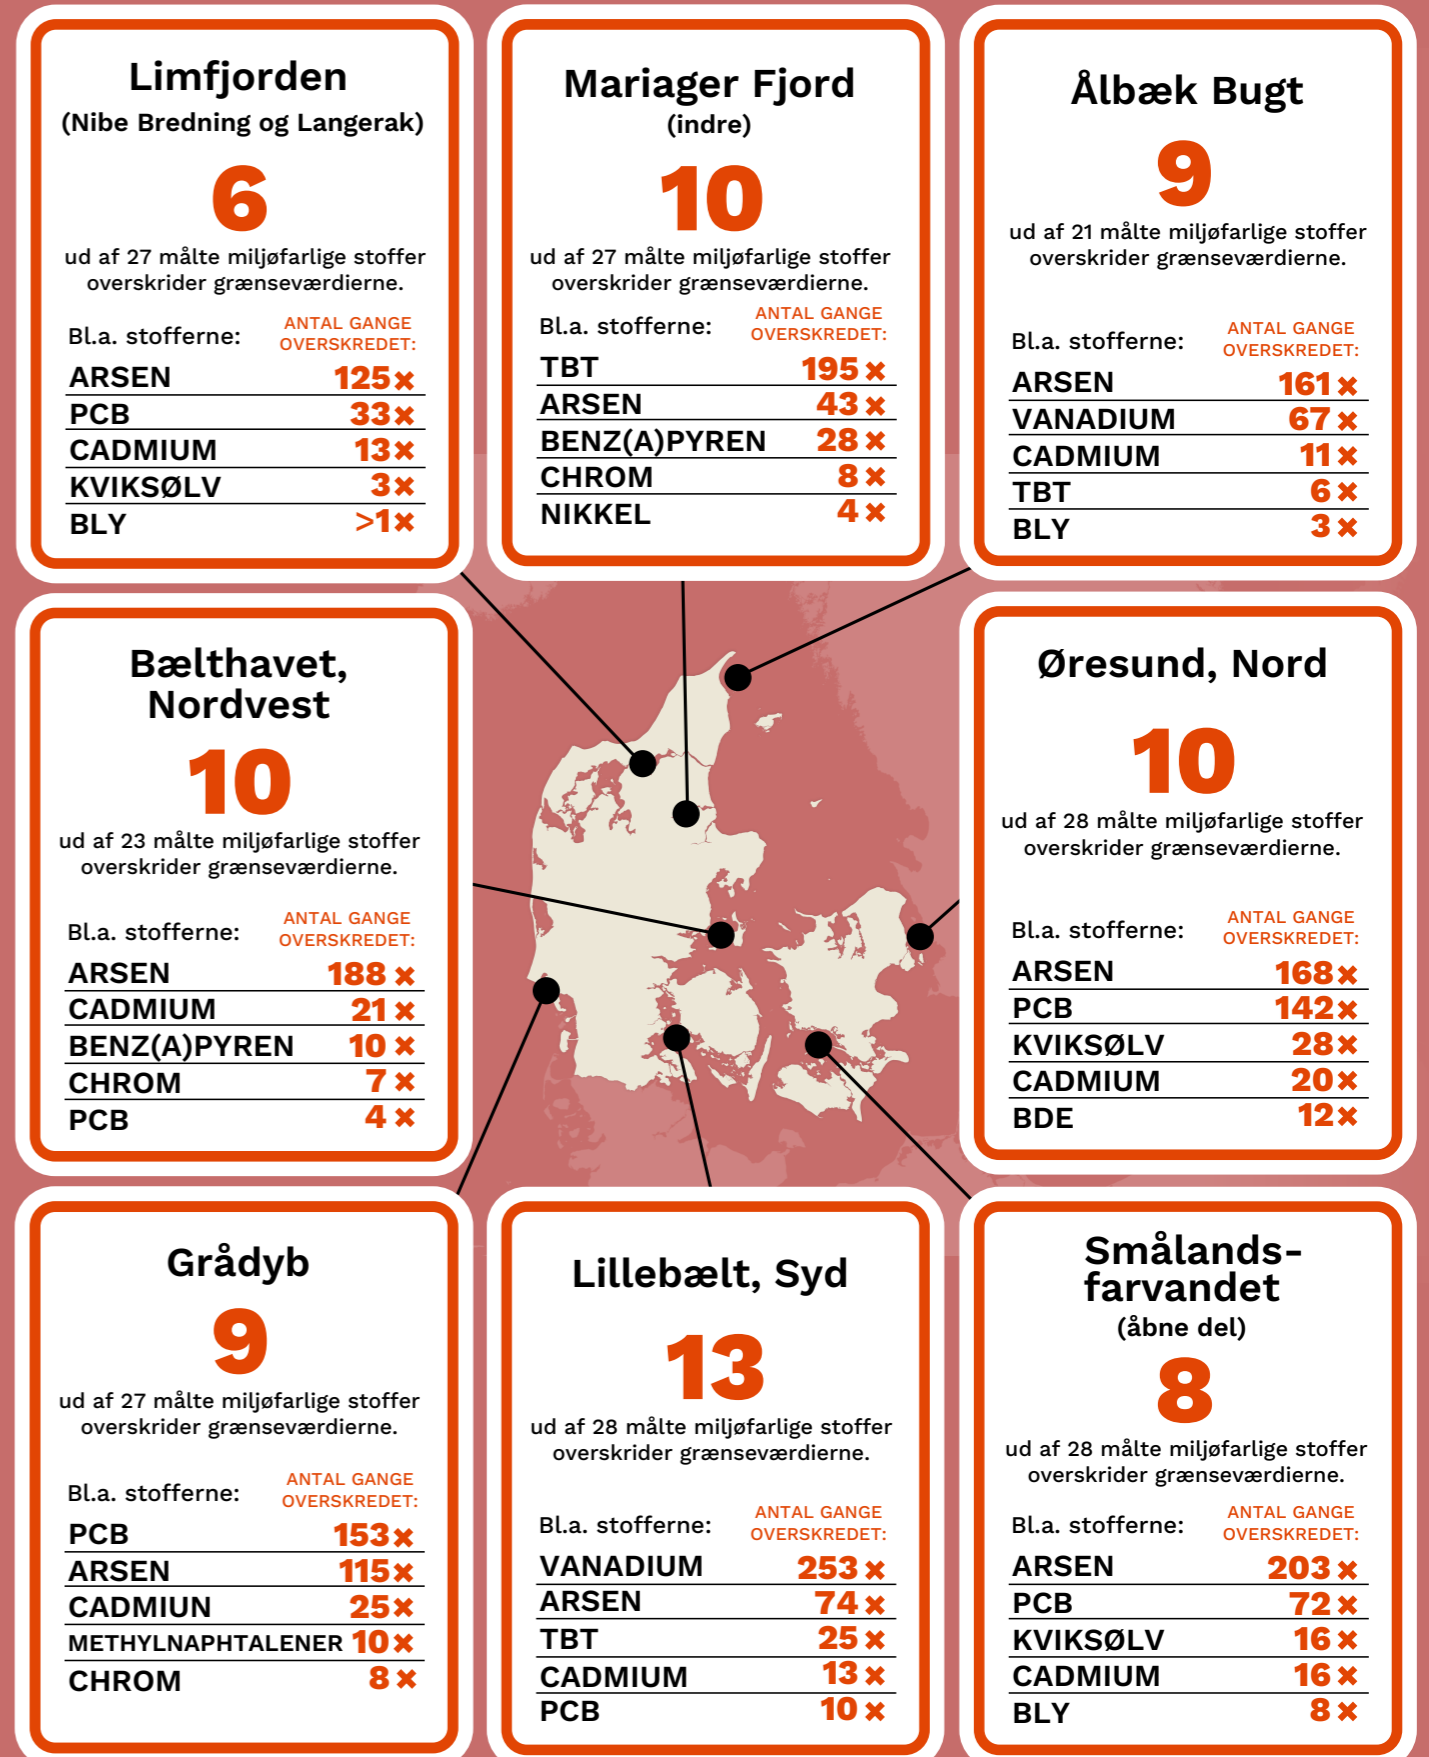 Limfjorden
(Nibe Bredning og Langerak)
6
ud af 27 målte miljøfarlige stoffer
overskrider grænseværdierne.
Bl.a. stofferne:
ANTAL GANGE
OVERSKREDET:
ARSEN 125×
PCB 33×
CADMIUM 13×
KVIKSØLV 3×
BLY >1×
Mariager Fjord
(indre)
10
ud af 27 målte miljøfarlige stoffer
overskrider grænseværdierne.
Bl.a. stofferne:
ANTAL GANGE
OVERSKREDET:
TBT 195 ×
ARSEN 43 ×
BENZ(A)PYREN 28 ×
CHROM 8 ×
NIKKEL 4 ×
Ålbæk Bugt
9
ud af 21 målte miljøfarlige stoffer
overskrider grænseværdierne.
Bl.a. stofferne:
ANTAL GANGE
OVERSKREDET:
ARSEN 161 ×
VANADIUM 67 ×
CADMIUM 11 ×
TBT 6 ×
BLY 3 ×
Bælthavet,
Nordvest
10
ud af 23 målte miljøfarlige stoffer
overskrider grænseværdierne.
Bl.a. stofferne:
ANTAL GANGE
OVERSKREDET:
ARSEN 188 ×
CADMIUM 21 ×
BENZ(A)PYREN 10 ×
CHROM 7 ×
PCB 4 ×
Øresund, Nord
10
ud af 28 målte miljøfarlige stoffer
overskrider grænseværdierne.
Bl.a. stofferne:
ANTAL GANGE
OVERSKREDET:
ARSEN 168×
PCB 142×
KVIKSØLV 28×
CADMIUM 20×
BDE 12×
Grådyb
9
ud af 27 målte miljøfarlige stoffer
overskrider grænseværdierne.
Bl.a. stofferne:
ANTAL GANGE
OVERSKREDET:
PCB 153×
ARSEN 115×
CADMIUN 25×
METHYLNAPHTALENER 10×
CHROM 8 ×
Lillebælt, Syd
13
ud af 28 målte miljøfarlige stoffer
overskrider grænseværdierne.
Bl.a. stofferne:
ANTAL GANGE
OVERSKREDET:
VANADIUM 253 ×
ARSEN 74 ×
TBT 25 ×
CADMIUM 13 ×
PCB 10 ×
Smålands-
farvandet
(åbne del)
8
ud af 28 målte miljøfarlige stoffer
overskrider grænseværdierne.
Bl.a. stofferne:
ANTAL GANGE
OVERSKREDET:
ARSEN 203 ×
PCB 72 ×
KVIKSØLV 16 ×
CADMIUM 16 ×
BLY 8 ×